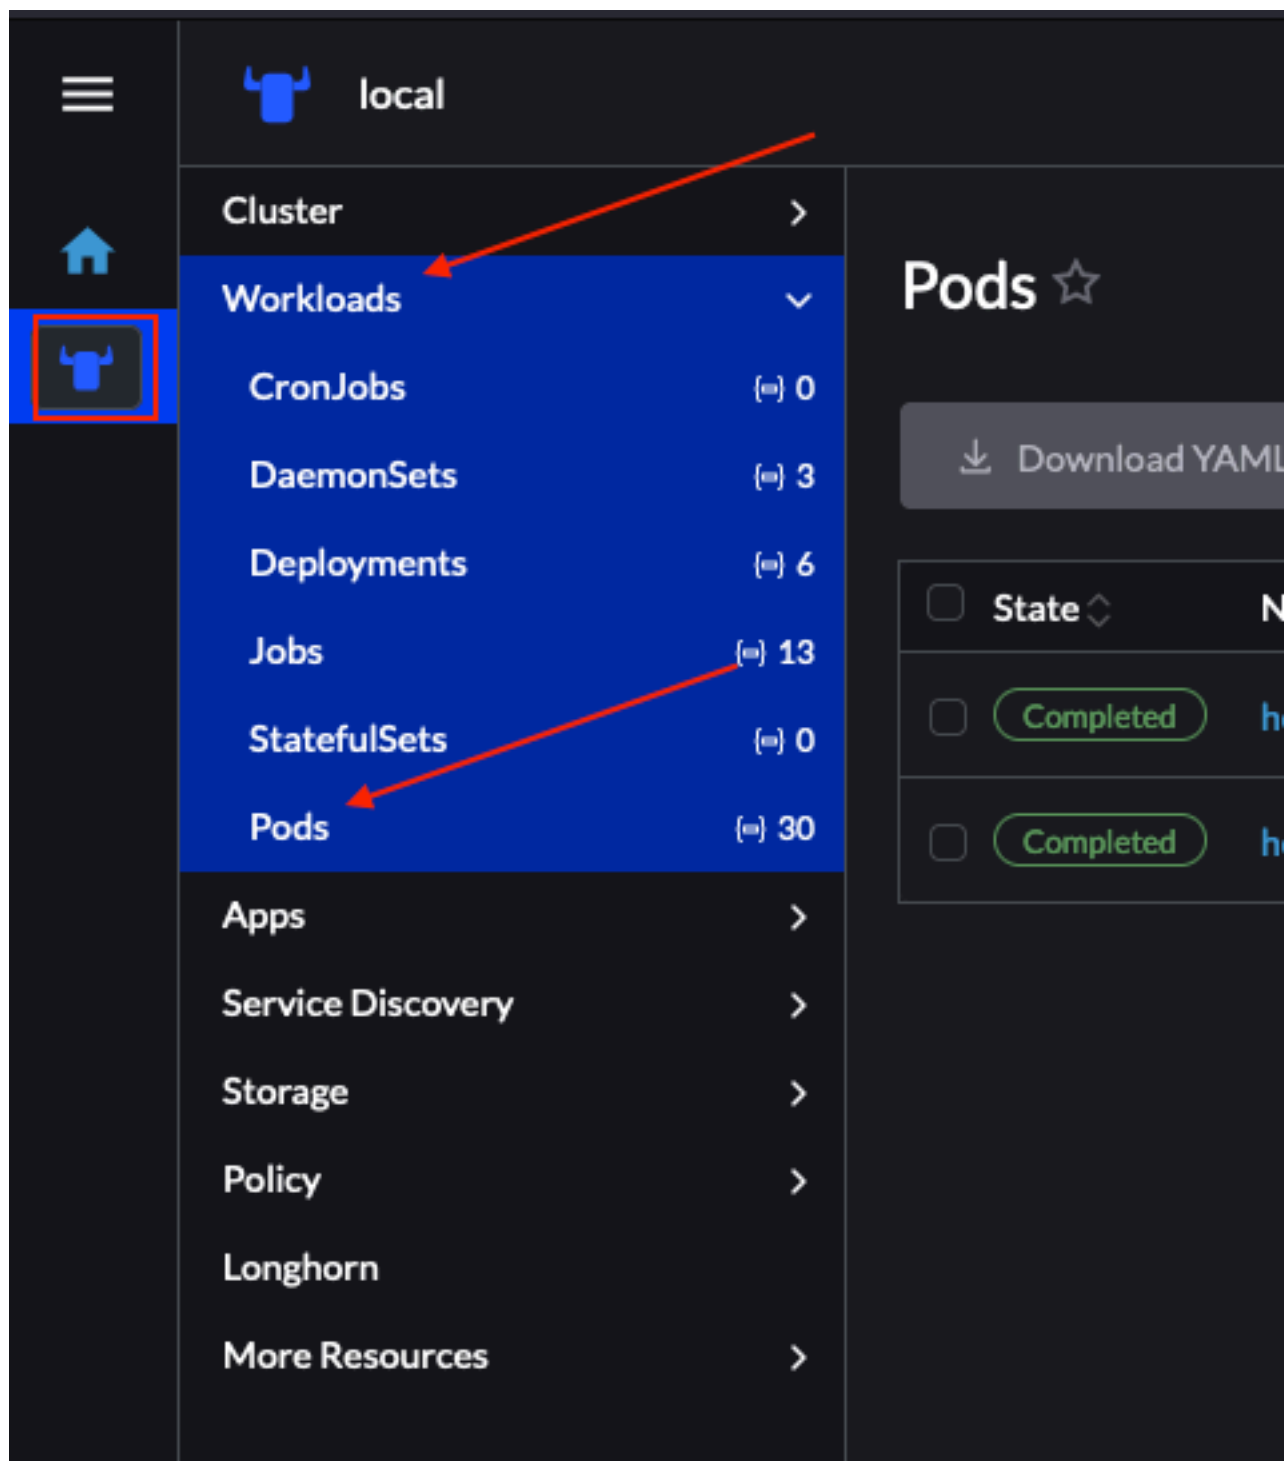 local
Cluster
Workloads
CronJobs 0
DaemonSets 3
Deployments 6
Jobs 13
StatefulSets 0
Pods 30
Apps
Service Discovery
Storage
Policy
Longhorn
More Resources
Pods
Download YAML
State
Completed
Completed